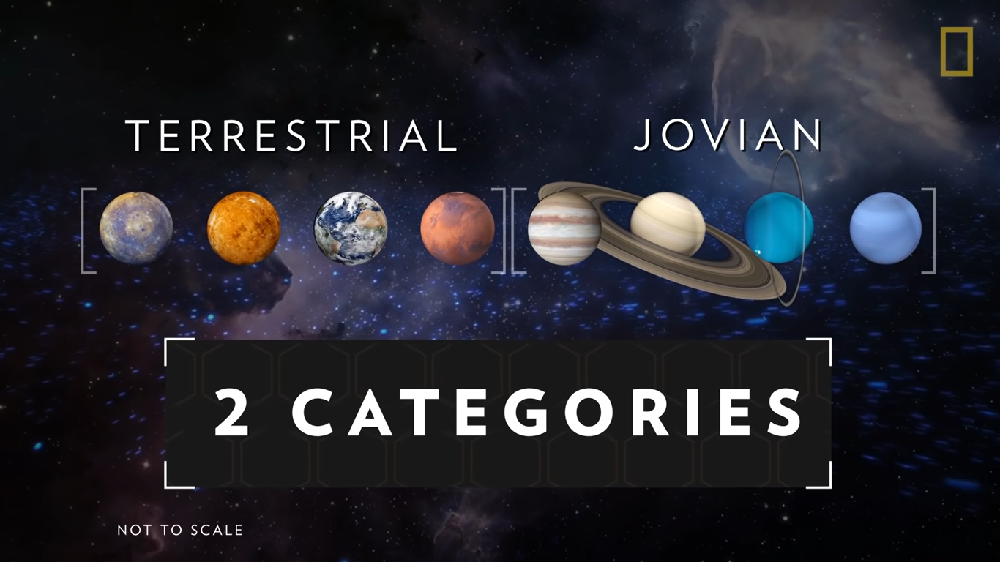 TERRESTRIAL
JOVIAN
2 CATEGORIES
NOT TO SCALE